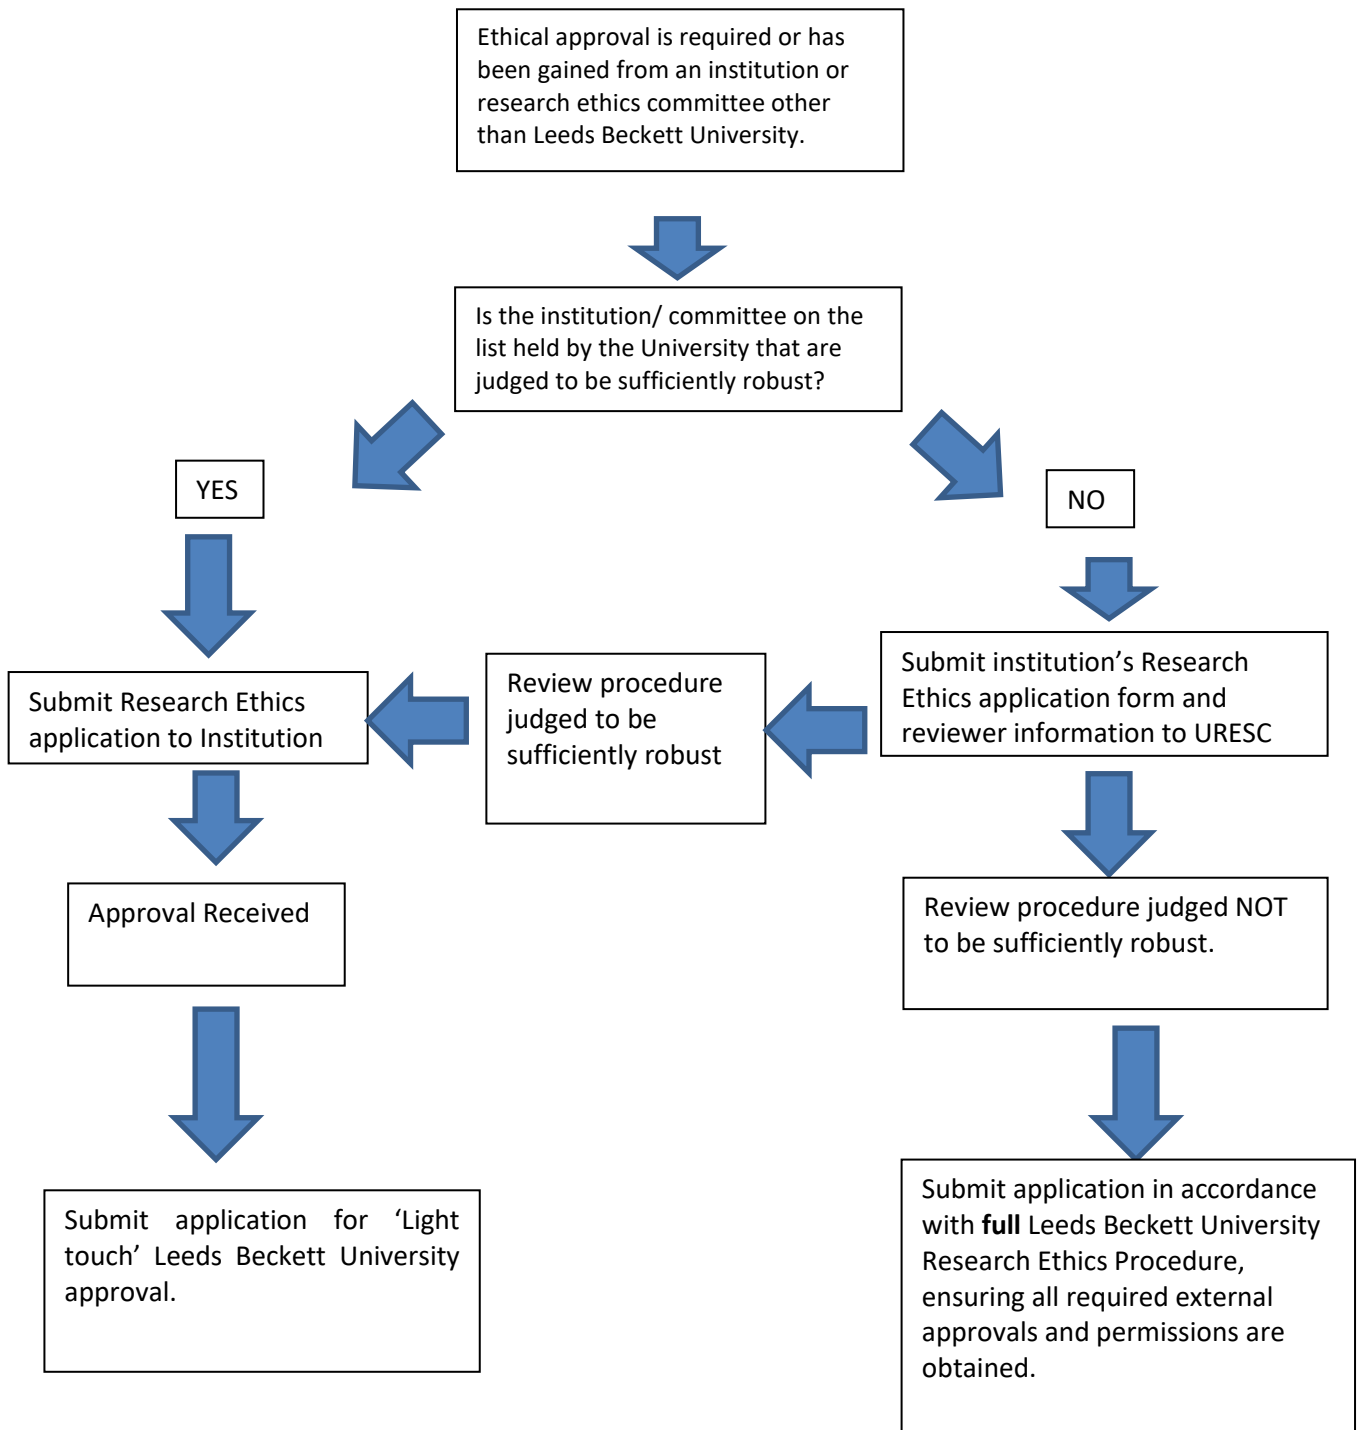 Ethical approval is required or has
been gained from an institution or
research ethics committee other
than Leeds Beckett University.
Is the institution/ committee on the
list held by the University that are
judged to be sufficiently robust?
YES
NO
Submit Research Ethics
application to Institution
Review procedure
judged to be
sufficiently robust
Submit institution’s Research
Ethics application form and
reviewer information to URESC
Approval Received
Review procedure judged NOT
to be sufficiently robust.
Submit application for ‘Light
touch’ Leeds Beckett University
approval.
Submit application in accordance
with full Leeds Beckett University
Research Ethics Procedure,
ensuring all required external
approvals and permissions are
obtained.